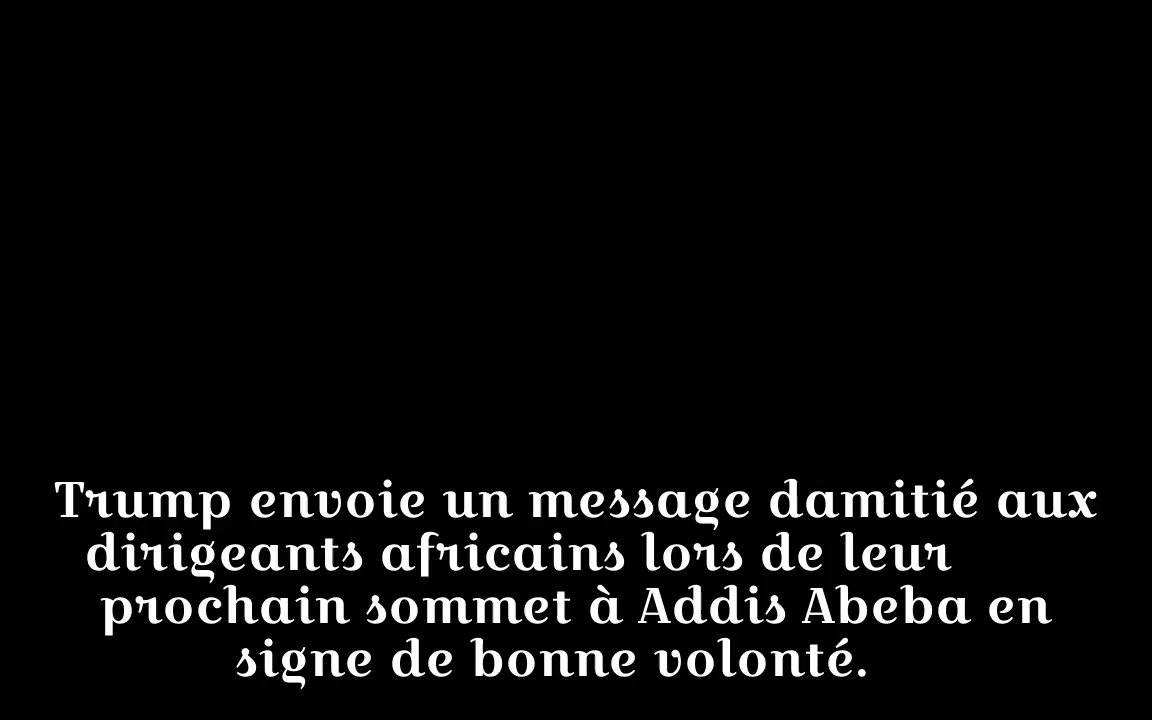 Trump envoie un message damitié aux
dirigeants africains lors de leur
prochain sommet à Addis Abeba en
signe de bonne volonté.